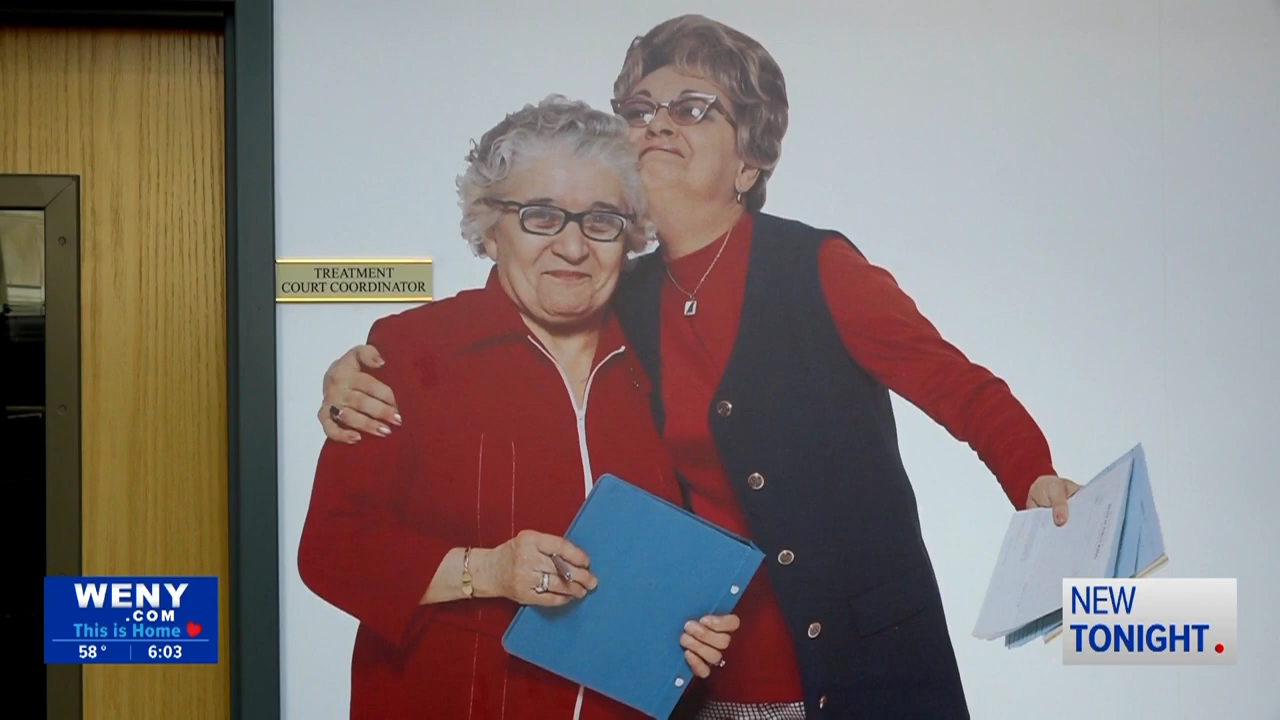 TREATMENT
COURT COORDINATOR
WENY
.COM
This is Home
58° 6:03
NEW
TONIGHT.